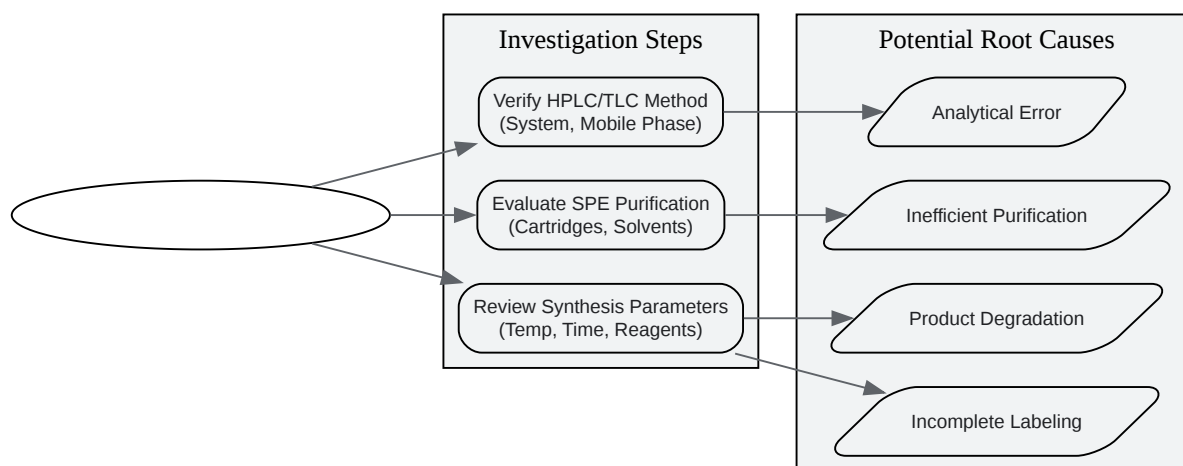 Investigation Steps
Verify HPLC/TLC Method
(System, Mobile Phase)
Evaluate SPE Purification
(Cartridges, Solvents)
Review Synthesis Parameters
(Temp, Time, Reagents)
Potential Root Causes
Analytical Error
Inefficient Purification
Product Degradation
Incomplete Labeling